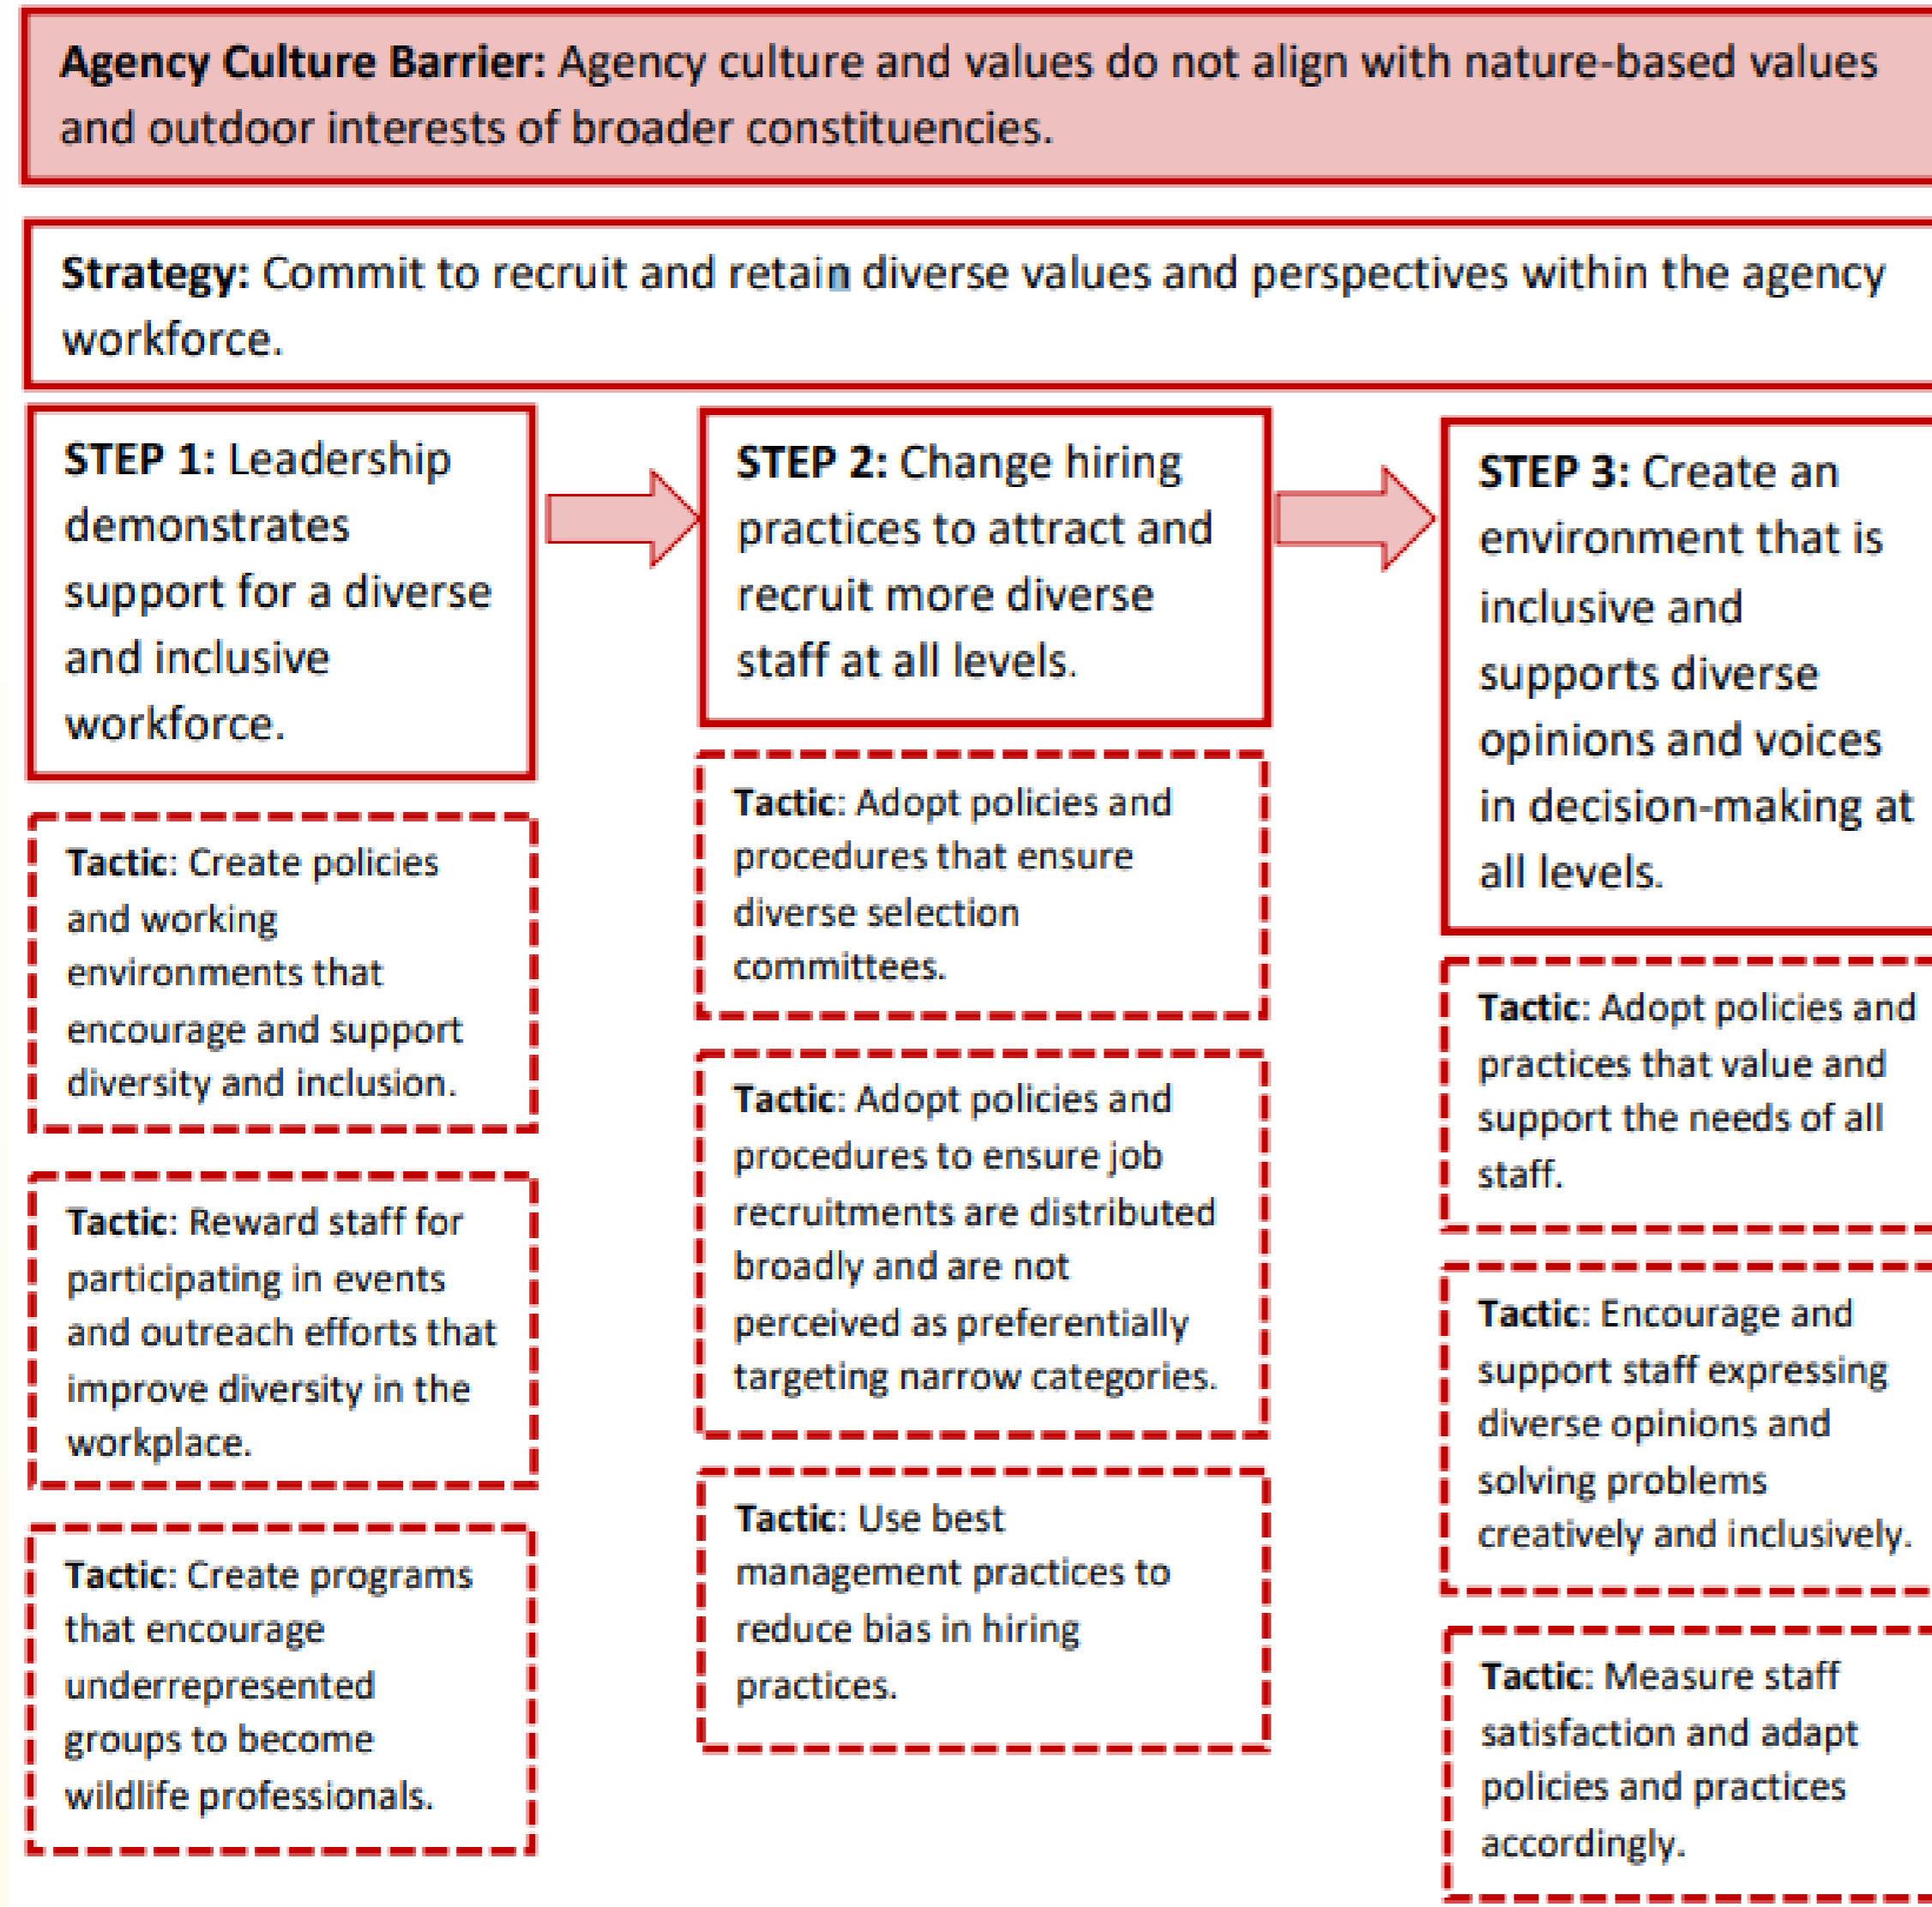 Agency Culture Barrier: Agency culture and values do not align with nature-based values
and outdoor interests of broader constituencies.
Strategy: Commit to recruit and retain diverse values and perspectives within the agency
workforce.
STEP 1: Leadership
demonstrates
support for a diverse
and inclusive
workforce.
Tactic: Create policies
and working
environments that
encourage and support
diversity and inclusion.
Tactic: Reward staff for
participating in events
and outreach efforts that
improve diversity in the
workplace.
Tactic: Create programs
that encourage
underrepresented
groups to become
wildlife professionals.
STEP 2: Change hiring
practices to attract and
recruit more diverse
staff at all levels.
Tactic: Adopt policies and
procedures that ensure
diverse selection
committees.
Tactic: Adopt policies and
procedures to ensure job
recruitments are distributed
broadly and are not
perceived as preferentially
targeting narrow categories.
Tactic: Use best
management practices to
reduce bias in hiring
practices.
STEP 3: Create an
environment that is
inclusive and
supports diverse
opinions and voices
in decision-making at
all levels.
Tactic: Adopt policies and
practices that value and
support the needs of all
staff.
Tactic: Encourage and
support staff expressing
diverse opinions and
solving problems
creatively and inclusively.
Tactic: Measure staff
satisfaction and adapt
policies and practices
accordingly.